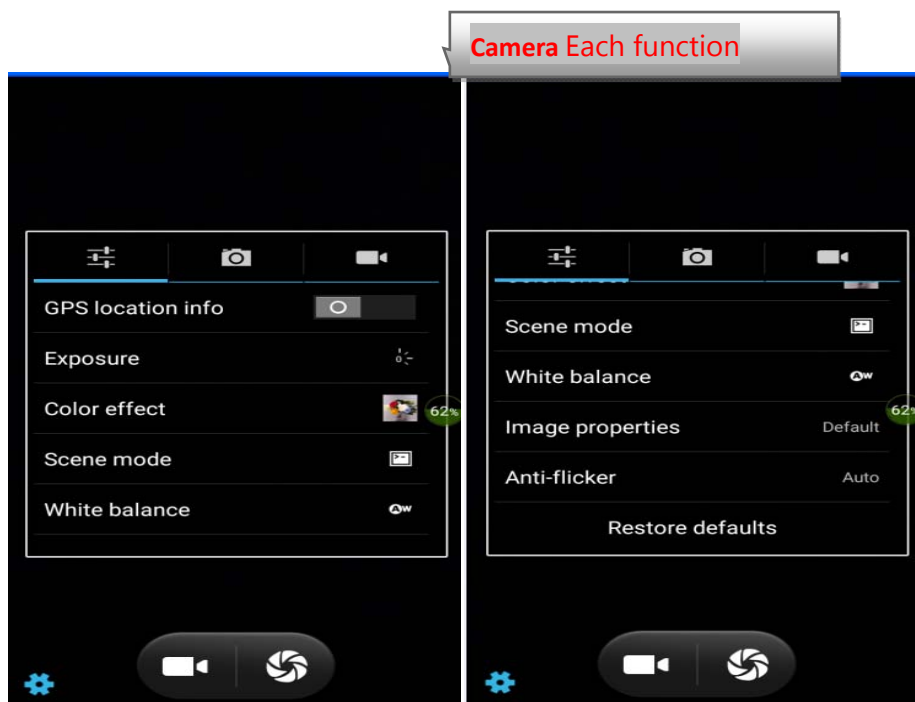 Camera Each function
GPS location info
Exposure
Color effect
62%
Scene mode
White balance
Scene mode
White balance
62%
Image properties Default
Anti-flicker Auto
Restore defaults